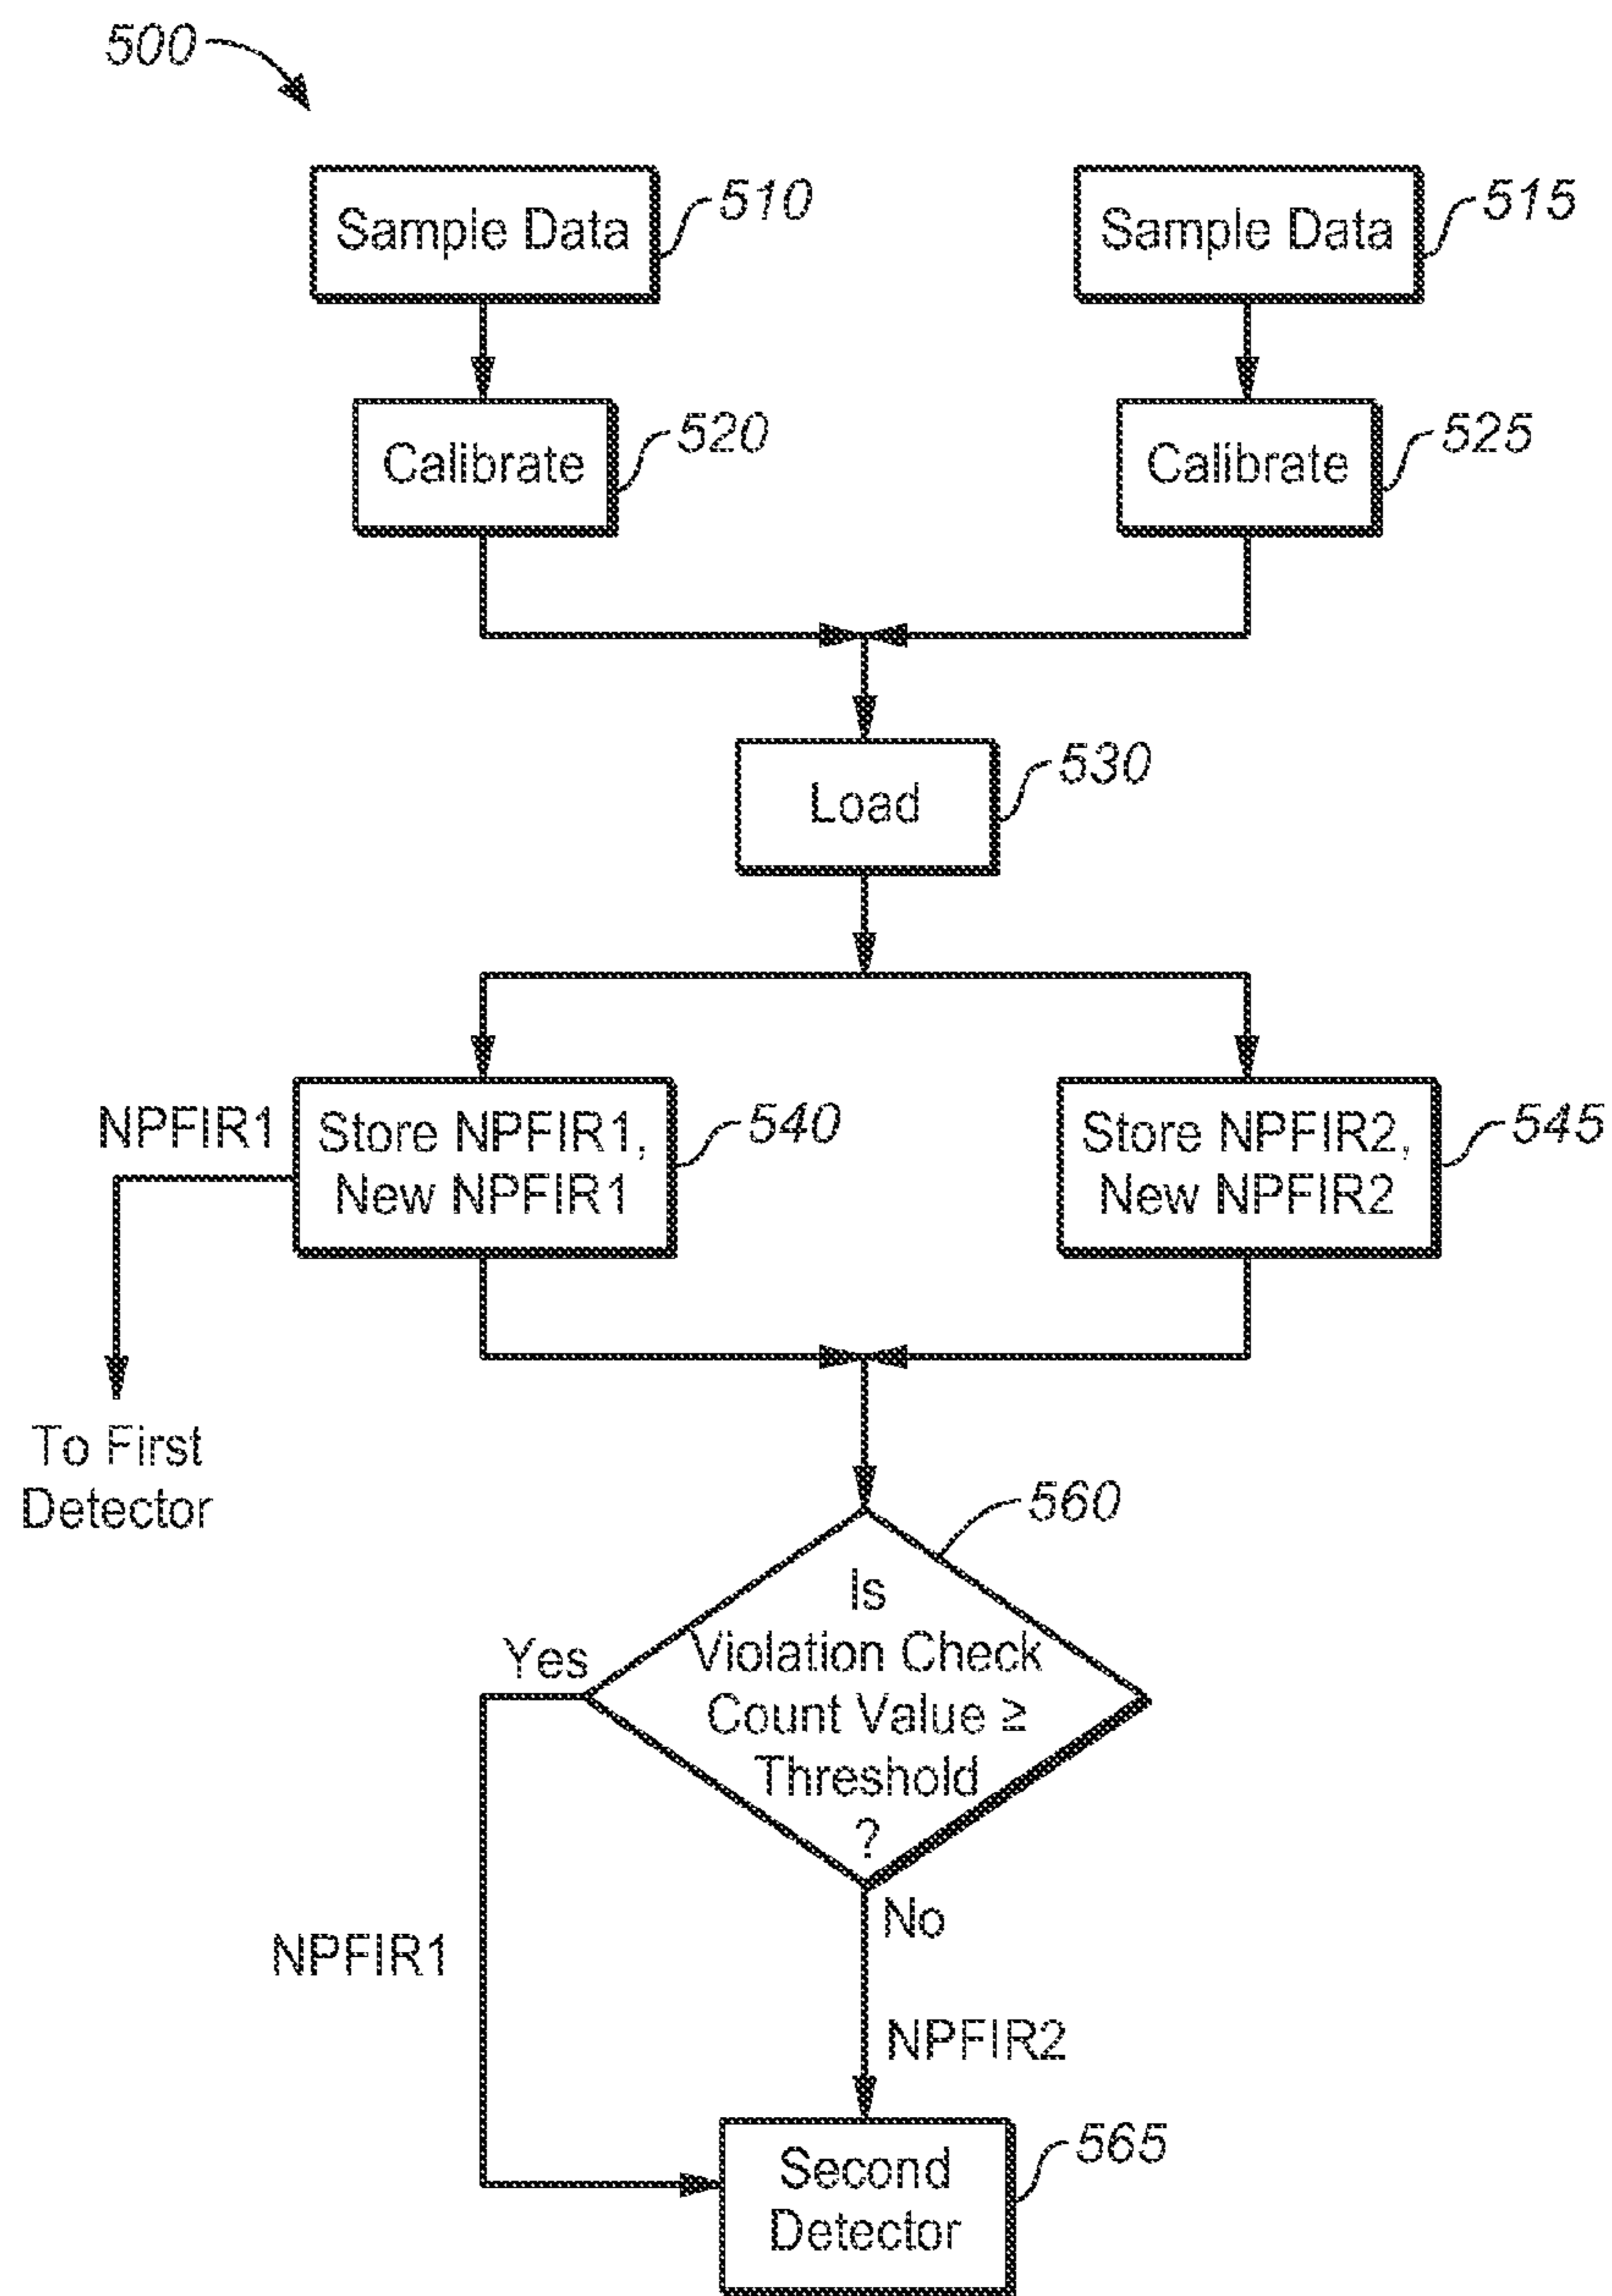 500
Sample Data
510
Sample Data
515
Calibrate
520
Calibrate
525
Load
530
NPFIR1
Store NPFIR1,
New NPFIR1
540
Store NPFIR2,
New NPFIR2
545
To First
Detector
560
Is
Violation Check
Count Value ≥
Threshold
?
Yes
No
NPFIR1
NPFIR2
Second
Detector
565